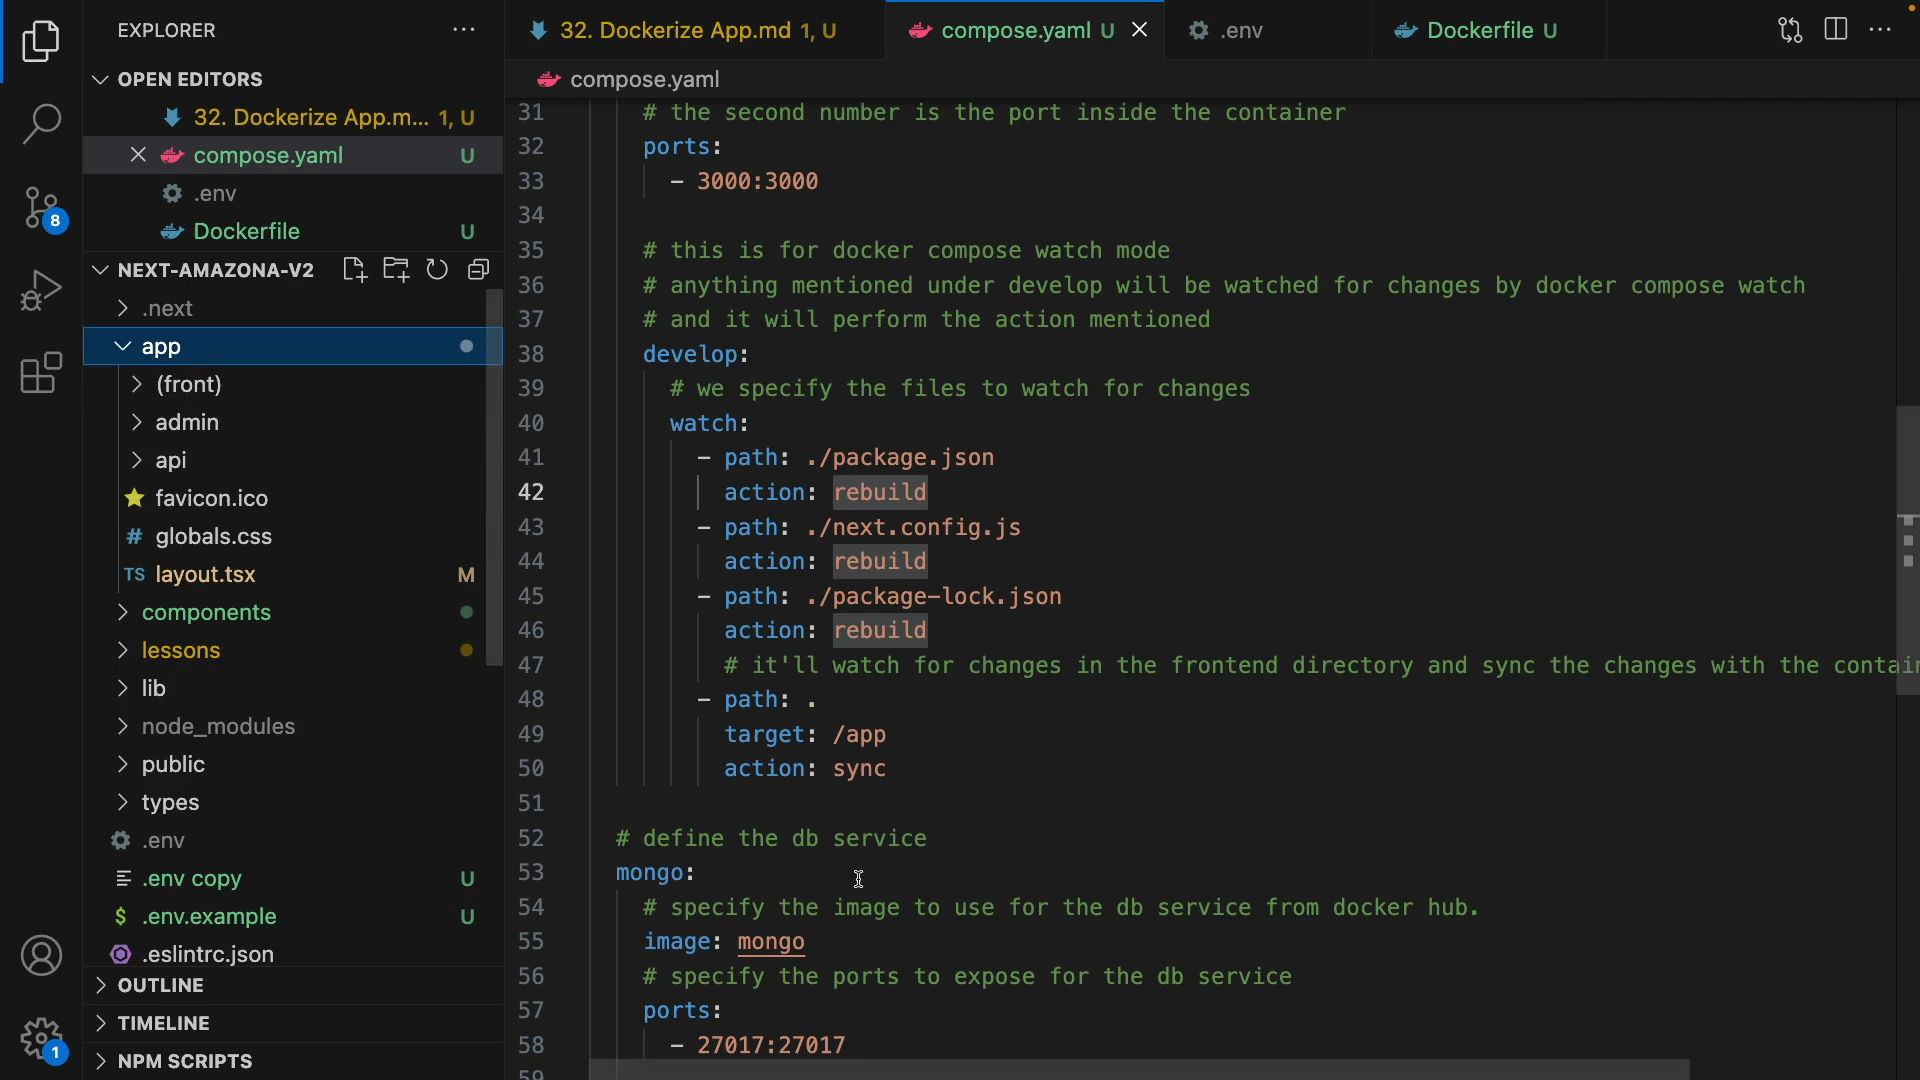 EXPLORER
OPEN EDITORS
32. Dockerize App.m... 1, U
compose.yaml U
.env
Dockerfile U
NEXT-AMAZONA-V2
.next
app
(front)
admin
api
favicon.ico
# globals.css
TS layout.tsx M
components
lessons
lib
node_modules
public
types
.env
.env copy U
$ .env.example U
.eslintrc.json
OUTLINE
TIMELINE
NPM SCRIPTS
8
1
32. Dockerize App.md 1, U
compose.yaml U
.env
Dockerfile U
compose.yaml
31 # the second number is the port inside the container
32 ports:
33 - 3000:3000
34
35 # this is for docker compose watch mode
36 # anything mentioned under develop will be watched for changes by docker compose watch
37 # and it will perform the action mentioned
38 develop:
39 # we specify the files to watch for changes
40 watch:
41 - path: ./package.json
42 action: rebuild
43 - path: ./next.config.js
44 action: rebuild
45 - path: ./package-lock.json
46 action: rebuild
47 # it'll watch for changes in the frontend directory and sync the changes with the
48 - path: .
49 target: /app
50 action: sync
51
52 # define the db service
53 mongo:
54 # specify the image to use for the db service from docker hub.
55 image: mongo
56 # specify the ports to expose for the db service
57 ports:
58 - 27017:27017
59